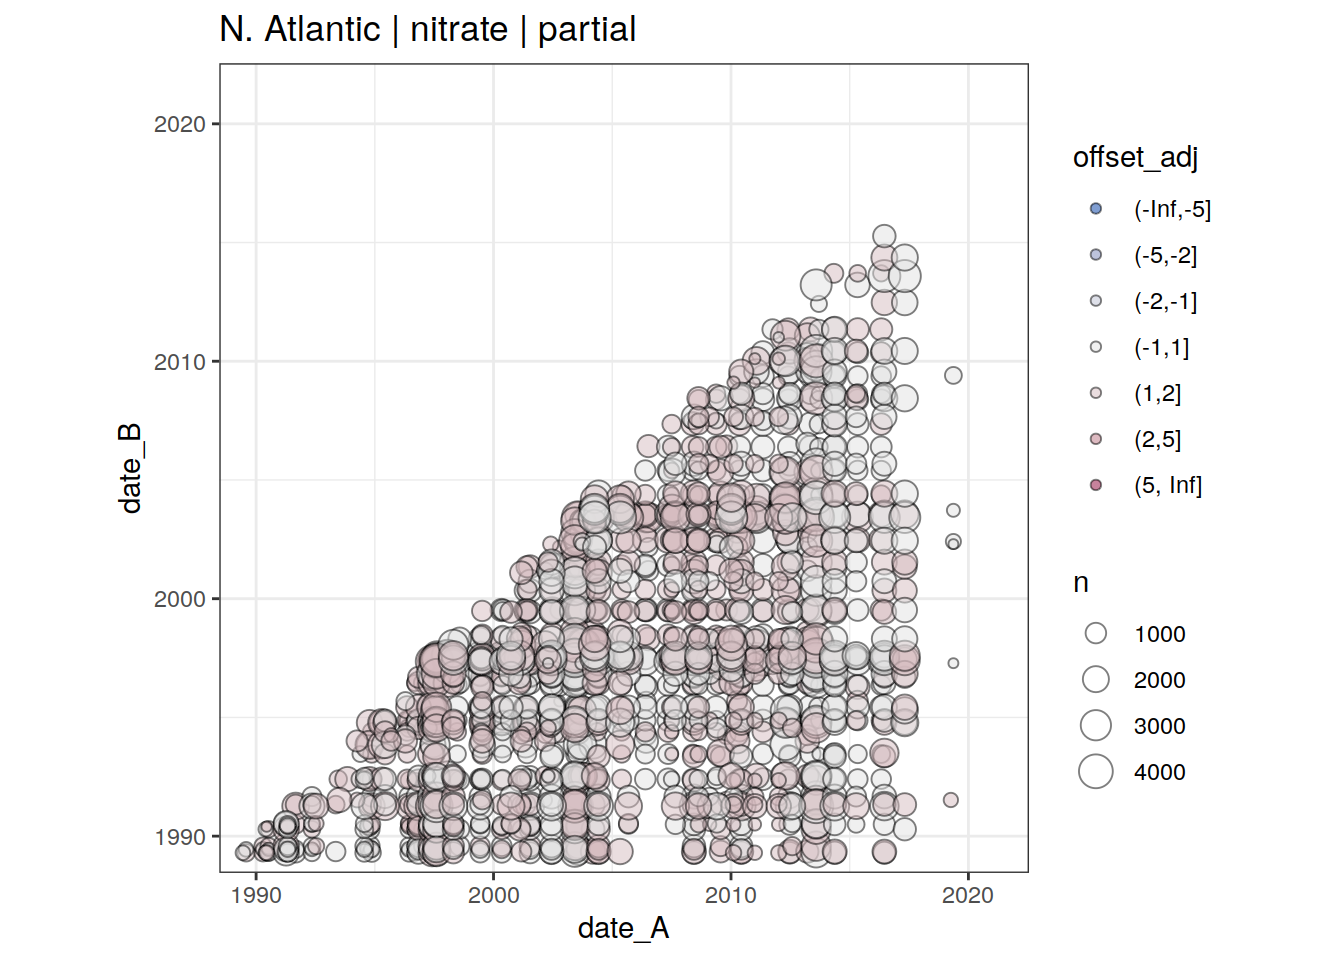 N. Atlantic | nitrate | partial
2020
2010
2000
1990
date_B
1990
2000
2010
2020
date_A
offset_adj
(-Inf,-5]
(-5,-2]
(-2,-1]
(-1,1]
(1,2]
(2,5]
(5, Inf]
n
1000
2000
3000
4000